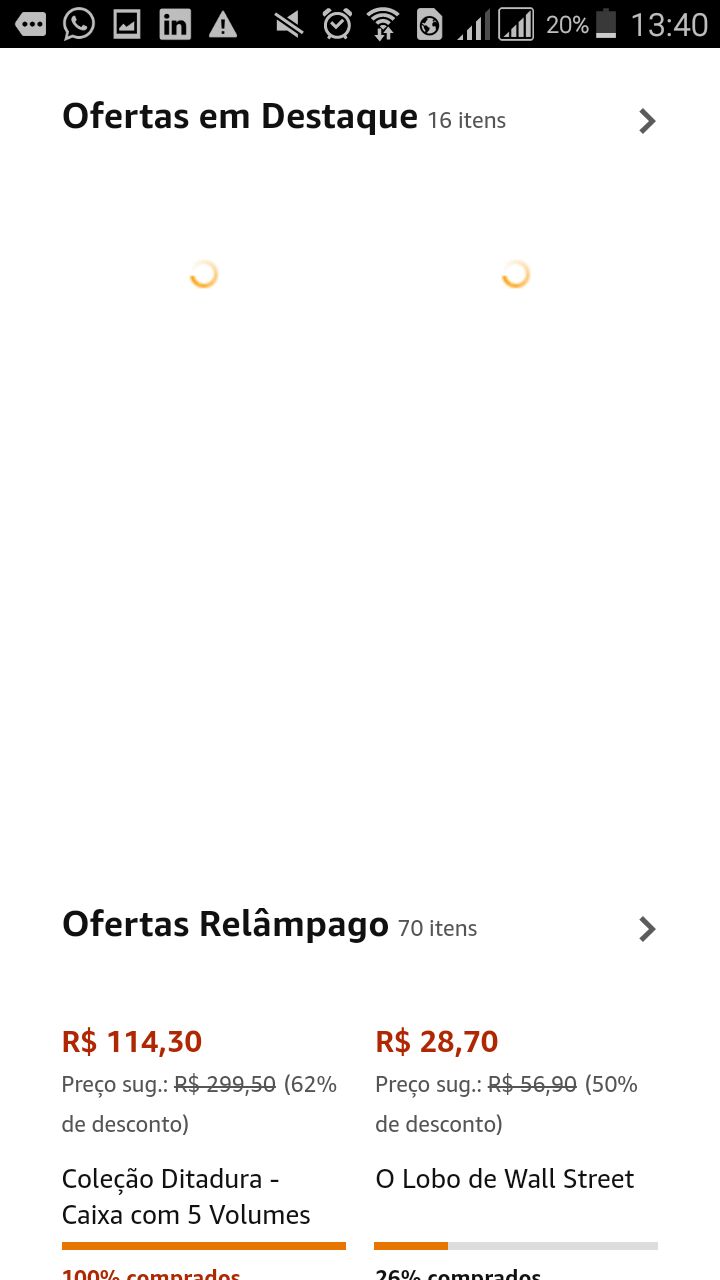 20% 13:40
Ofertas em Destaque 16 itens
Ofertas Relâmpago 70 itens
R$ 114,30
Preço sug.: R$ 299,50 (62%
de desconto)
Coleção Ditadura -
Caixa com 5 Volumes
100% comprados
R$ 28,70
Preço sug.: R$ 56,90 (50%
de desconto)
O Lobo de Wall Street
26% comprados